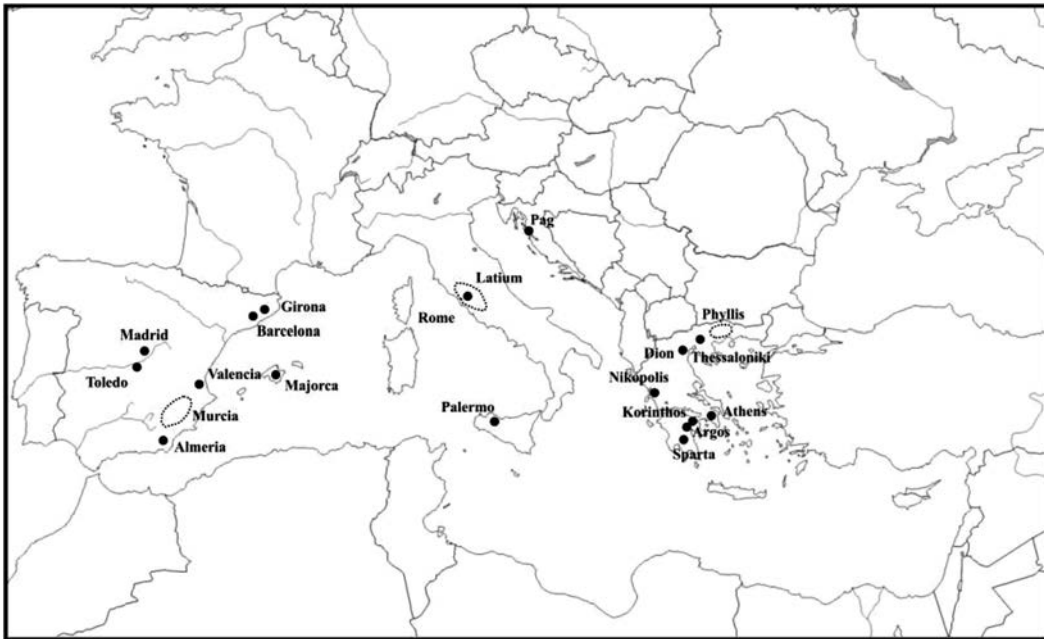 Pag
Latium
Girona
Rome
Phyllis
Barcelona
Madrid
Dion
Thessaloniki
Toledo
Valencia
Majorca
Nikopolis
Murcia
Palermo
Korinthos
Athens
Argos
Almeria
Sparta